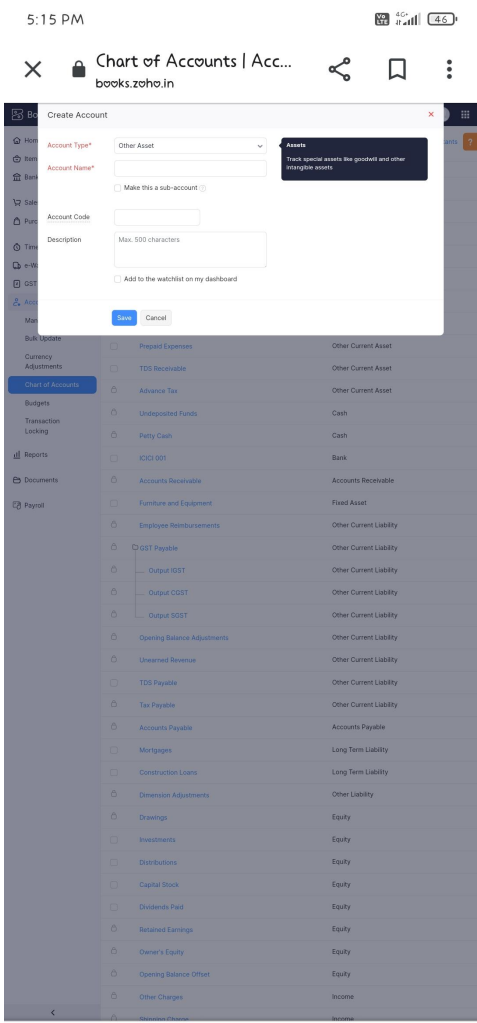 5:15 PM
Vo LTE 4G+ 46
Chart of Accounts | Acc...
books.zoho.in
Create Account
Account Type*
Other Asset
Assets
Track special assets like goodwill and other intangible assets
Account Name*
Make this a sub-account
Account Code
Description
Max. 500 characters
Add to the watchlist on my dashboard
Save Cancel
Bulk Update
Currency Adjustments
Chart of Accounts
Budgets
Transaction Locking
Reports
Documents
Payroll
Prepaid Expenses Other Current Asset
TDS Receivable Other Current Asset
Advance Tax Other Current Asset
Undeposited Funds Cash
Petty Cash Cash
ICICI 001 Bank
Accounts Receivable Accounts Receivable
Furniture and Equipment Fixed Asset
Employee Reimbursements Other Current Liability
GST Payable Other Current Liability
Output IGST Other Current Liability
Output CGST Other Current Liability
Output SGST Other Current Liability
Opening Balance Adjustments Other Current Liability
Unearned Revenue Other Current Liability
TDS Payable Other Current Liability
Tax Payable Other Current Liability
Accounts Payable Accounts Payable
Mortgages Long Term Liability
Construction Loans Long Term Liability
Dimension Adjustments Other Liability
Drawings Equity
Investments Equity
Distributions Equity
Capital Stock Equity
Dividends Paid Equity
Retained Earnings Equity
Owner's Equity Equity
Opening Balance Offset Equity
Other Charges Income
Shipping Charge Income